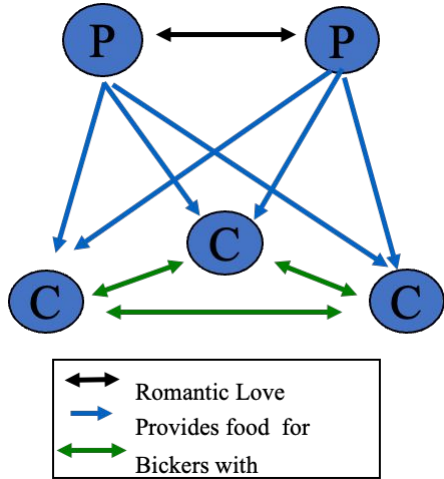 P P
C
C C
Romantic Love
Provides food for
Bickers with